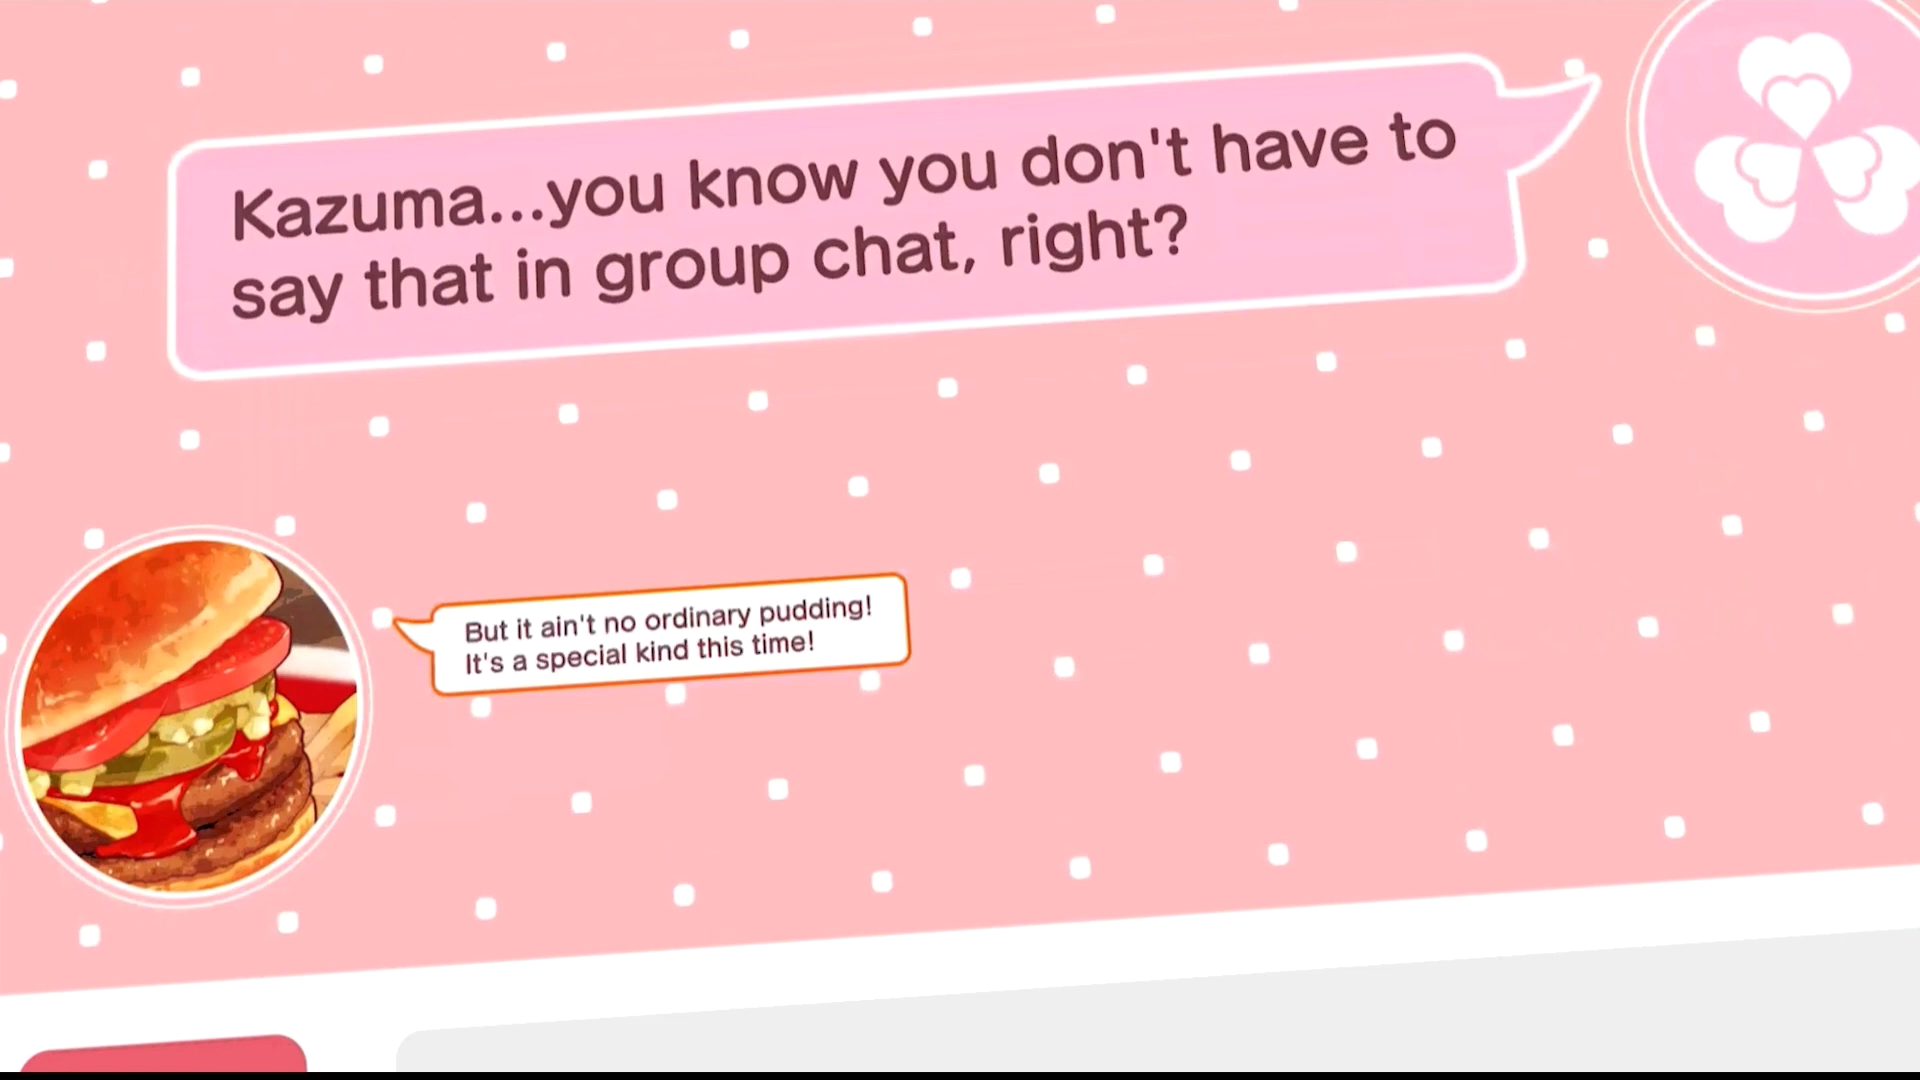 Kazuma...you know you don't have to
say that in group chat, right?
But it ain't no ordinary pudding!
It's a special kind this time!